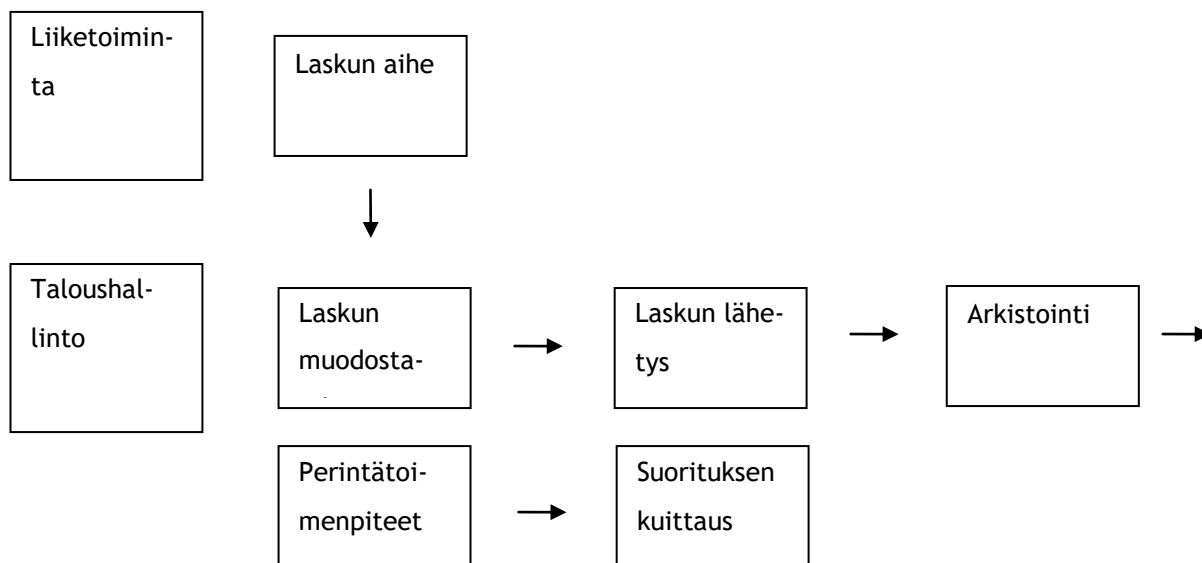 Liiketoimin-
ta
Laskun aihe
Taloushal-
linto
Laskun
muodosta-
Laskun lähe-
tys
Arkistointi
Perintätoi-
menpiteet
Suorituksen
kuittaus